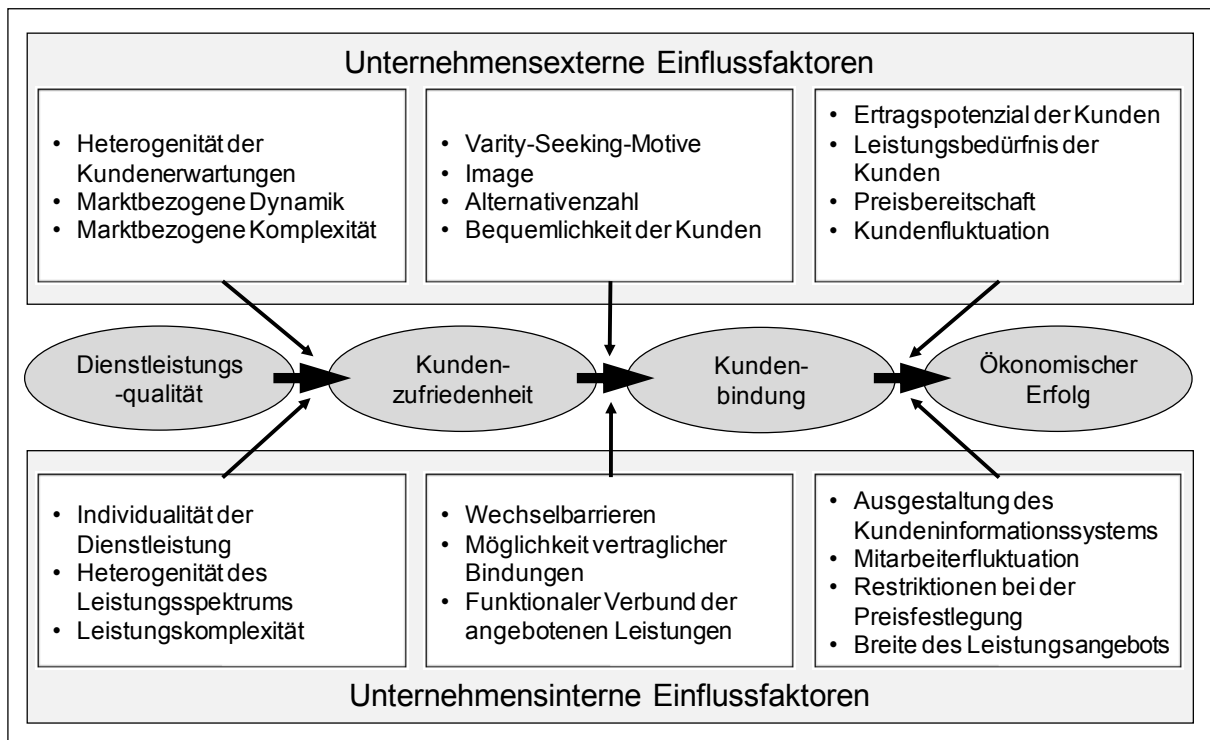 Unternehmensexterne Einflussfaktoren
• Heterogenität der
Kundenerwartungen
• Marktbezogene Dynamik
• Marktbezogene Komplexität
• Varity-Seeking-Motive
• Image
• Alternativenzahl
• Bequemlichkeit der Kunden
• Ertragspotenzial der Kunden
• Leistungsbedürfnis der
Kunden
• Preisbereitschaft
• Kundenfluktuation
Dienstleistungs
-qualität
Kunden-
zufriedenheit
Kunden-
bindung
Ökonomischer
Erfolg
• Individualität der
Dienstleistung
• Heterogenität des
Leistungsspektrums
• Leistungskomplexität
• Wechselbarrieren
• Möglichkeit vertraglicher
Bindungen
• Funktionaler Verbund der
angebotenen Leistungen
• Ausgestaltung des
Kundeninformationssystems
• Mitarbeiterfluktuation
• Restriktionen bei der
Preisfestlegung
• Breite des Leistungsangebots
Unternehmensinterne Einflussfaktoren